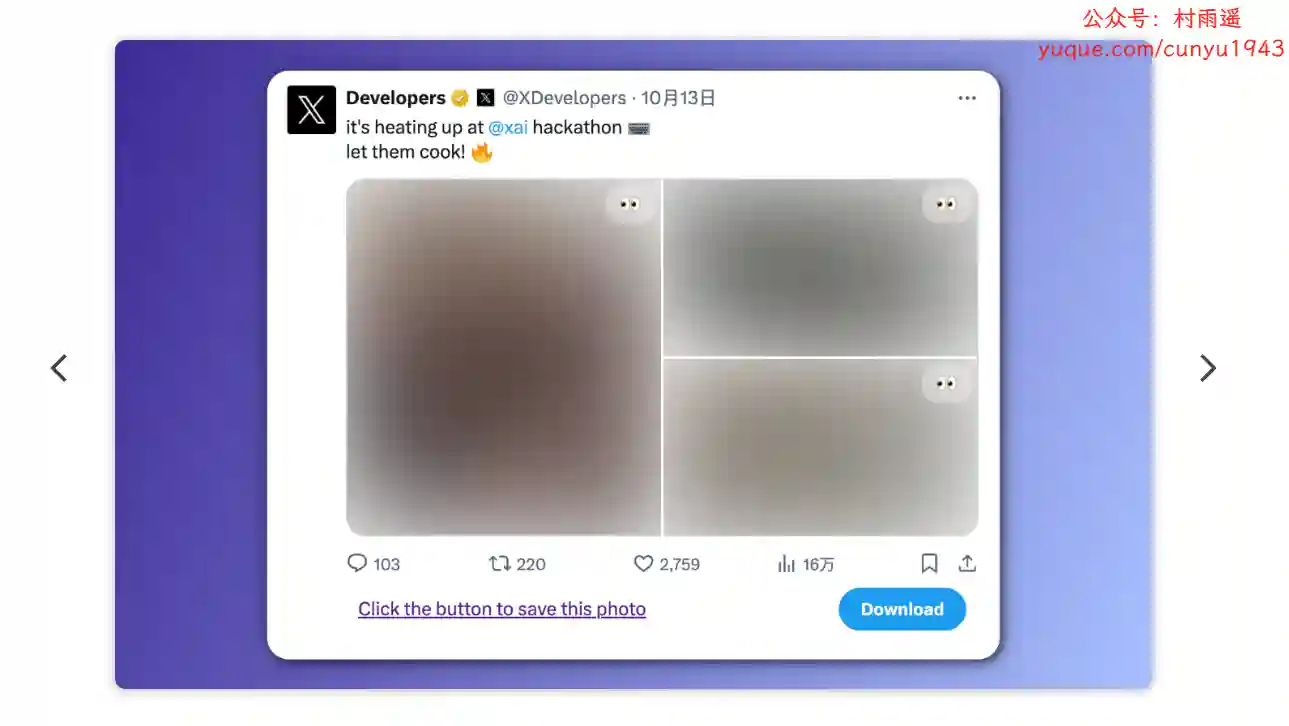 公众号：村雨遥
yuque.com/cunyu1943
Developers @XDevelopers · 10月13日
it's heating up at @xai hackathon
let them cook!
103 220 2,759 16万
Click the button to save this photo
Download